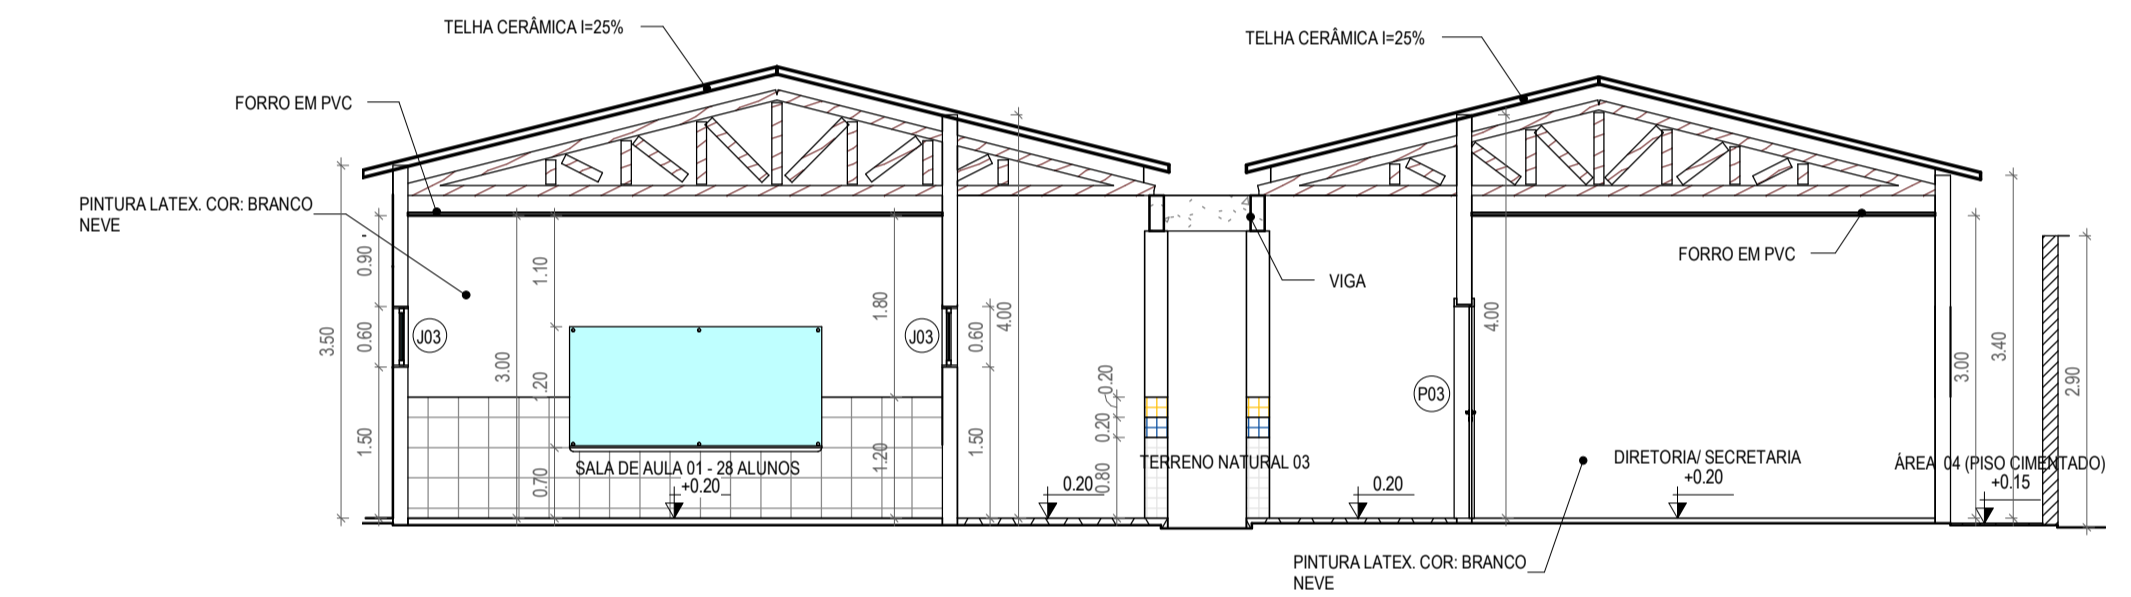 TELHA CERÂMICA I=25%
TELHA CERÂMICA I=25%
FORRO EM PVC
PINTURA LATEX. COR: BRANCO
NEVE
FORRO EM PVC
VIGA
3.50
0.90
0.60
1.50
J03
3.00
1.10
1.20
0.70
1.80
1.20
J03
0.60
1.50
4.00
0.20
0.20
0.80
4.00
P03
3.00
3.40
2.90
SALA DE AULA 01 - 28 ALUNOS
+0.20
0.20
TERRENO NATURAL 03
0.20
DIRETORIA/ SECRETARIA
+0.20
ÁREA 04 (PISO CIMENTADO)
+0.15
PINTURA LATEX. COR: BRANCO
NEVE